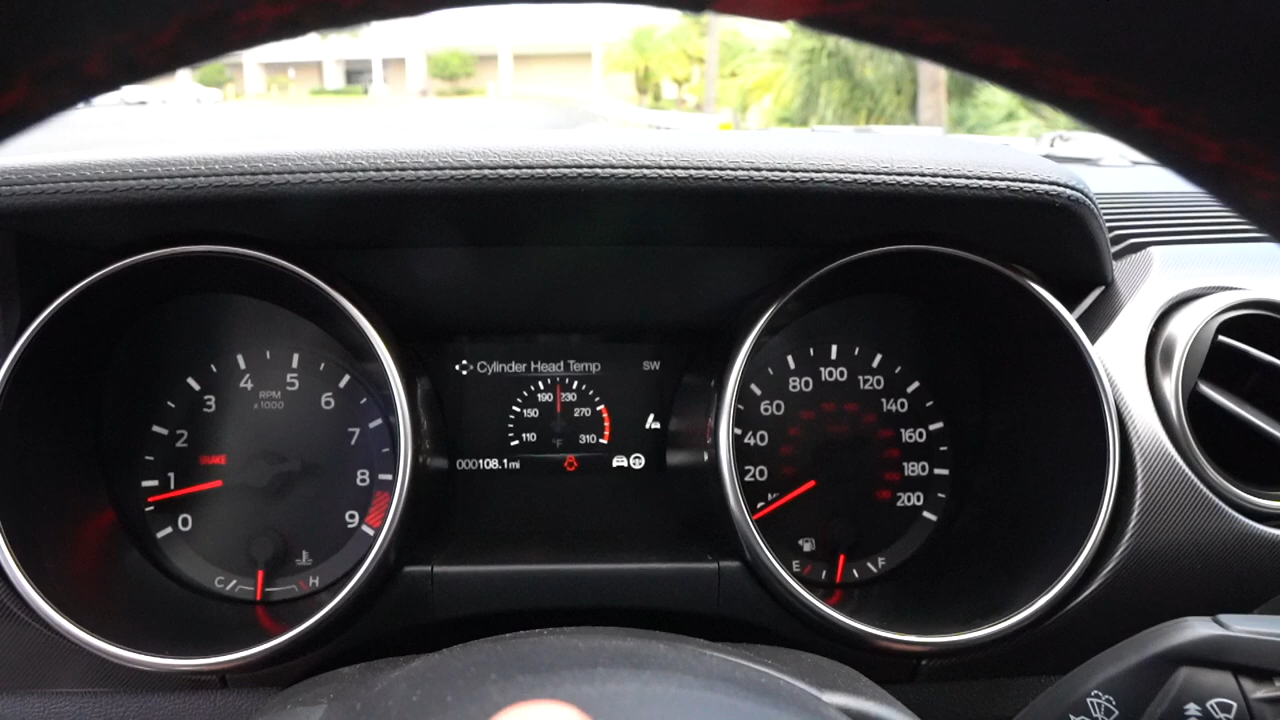 Cylinder Head Temp SW
110 150 190 230 270 310
°F
000108.1mi
0 1 2 3 4 5 6 7 8 9
RPM
x1000
BRAKE
C H
20 40 60 80 100 120 140 160 180 200
E F